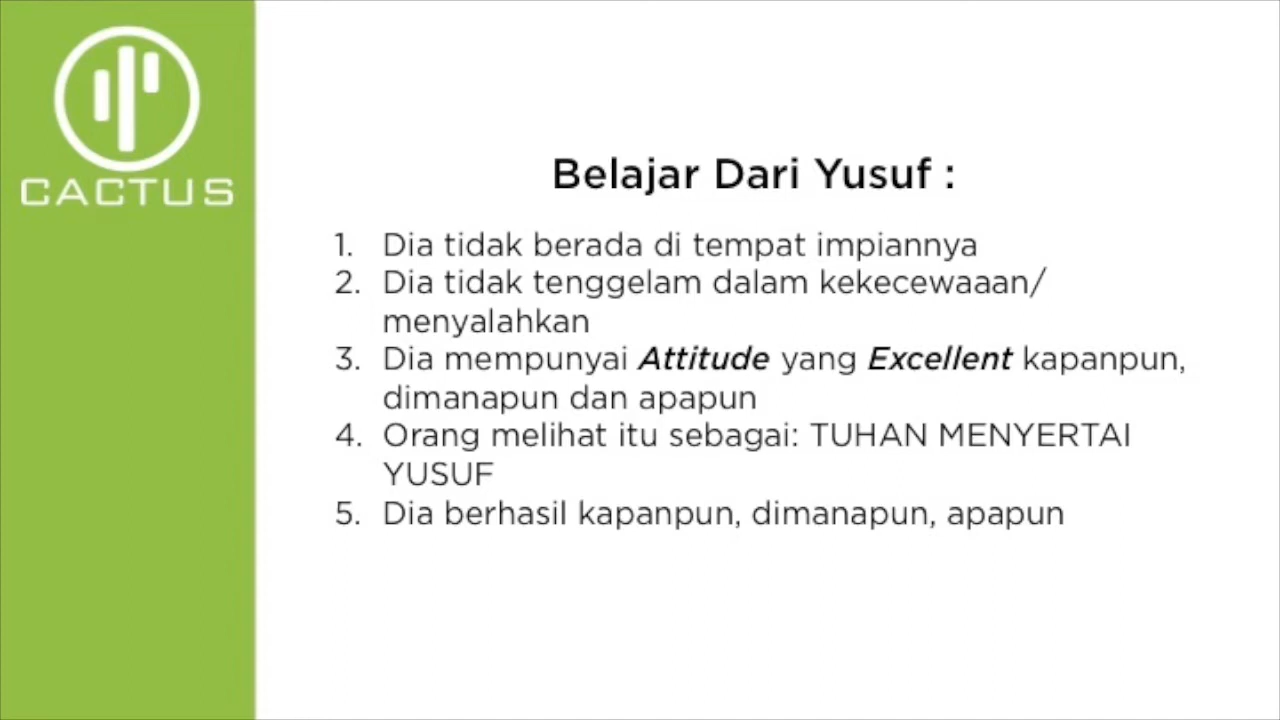 CACTUS
Belajar Dari Yusuf :
1. Dia tidak berada di tempat impiannya
2. Dia tidak tenggelam dalam kekecewaaan/
menyalahkan
3. Dia mempunyai Attitude yang Excellent kapanpun,
dimanapun dan apapun
4. Orang melihat itu sebagai: TUHAN MENYERTAI
YUSUF
5. Dia berhasil kapanpun, dimanapun, apapun